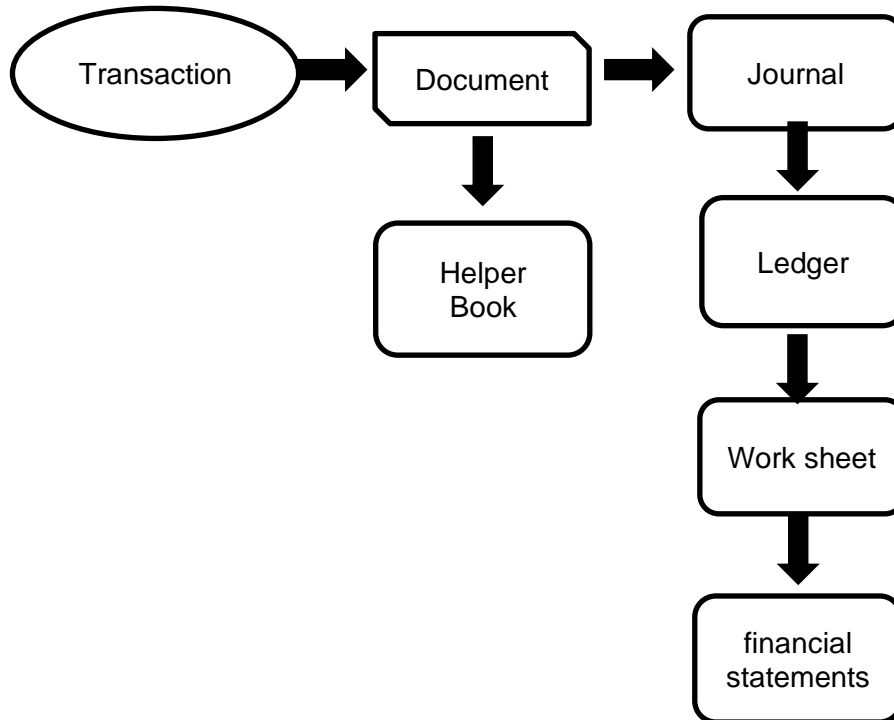 Transaction
Document
Journal
Helper
Book
Ledger
Work sheet
financial
statements